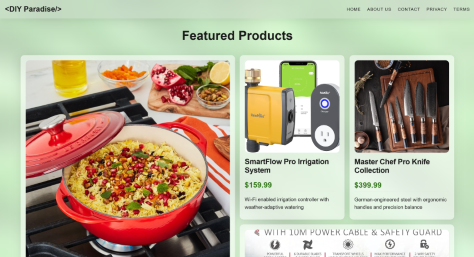 <DIY Paradise/>
HOME ABOUT US CONTACT PRIVACY TERMS
Featured Products
SmartFlow Pro Irrigation
System
$159.99
Wi-Fi enabled irrigation controller with
weather-adaptive watering
Master Chef Pro Knife
Collection
$399.99
German-engineered steel with ergonomic
handles and precision balance
WITH 10M POWER CABLE & SAFETY GUARD